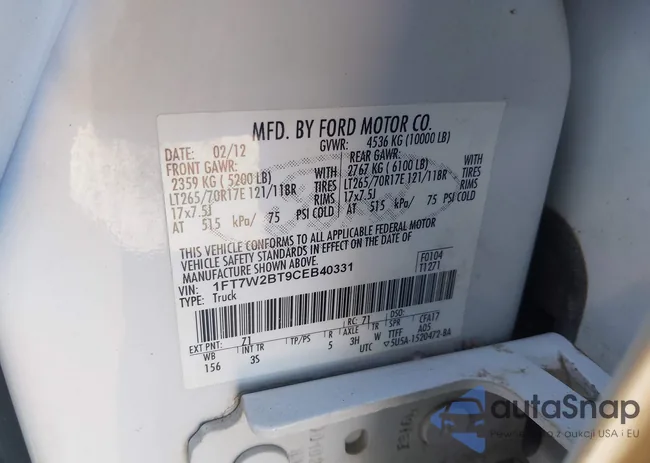 MFD. BY FORD MOTOR CO.
DATE: 02/12 GVWR: 4536 KG (10000 LB)
FRONT GAWR: REAR GAWR:
2359 KG (5200 LB) WITH 2767 KG (6100 LB) WITH
LT265/70R17E 121/118R TIRES LT265/70R17E 121/118R TIRES
17x7.5J RIMS 17x7.5J RIMS
AT 515 kPa/ 75 PSI COLD AT 515 kPa/ 75 PSI COLD
THIS VEHICLE CONFORMS TO ALL APPLICABLE FEDERAL MOTOR
VEHICLE SAFETY STANDARDS IN EFFECT ON THE DATE OF
MANUFACTURE SHOWN ABOVE.
VIN: 1FT7W2BT9CEB40331 F0104
TYPE: Truck T1271
EXT PNT: Z1 RC: 71 DSO:
WB INT TR TP/PS R AXLE TR SPR CFA17
156 3S 5 3H W TTFF A05
UTC 5U5A-1520472-BA
autaSnap
z aukcji USA i EU